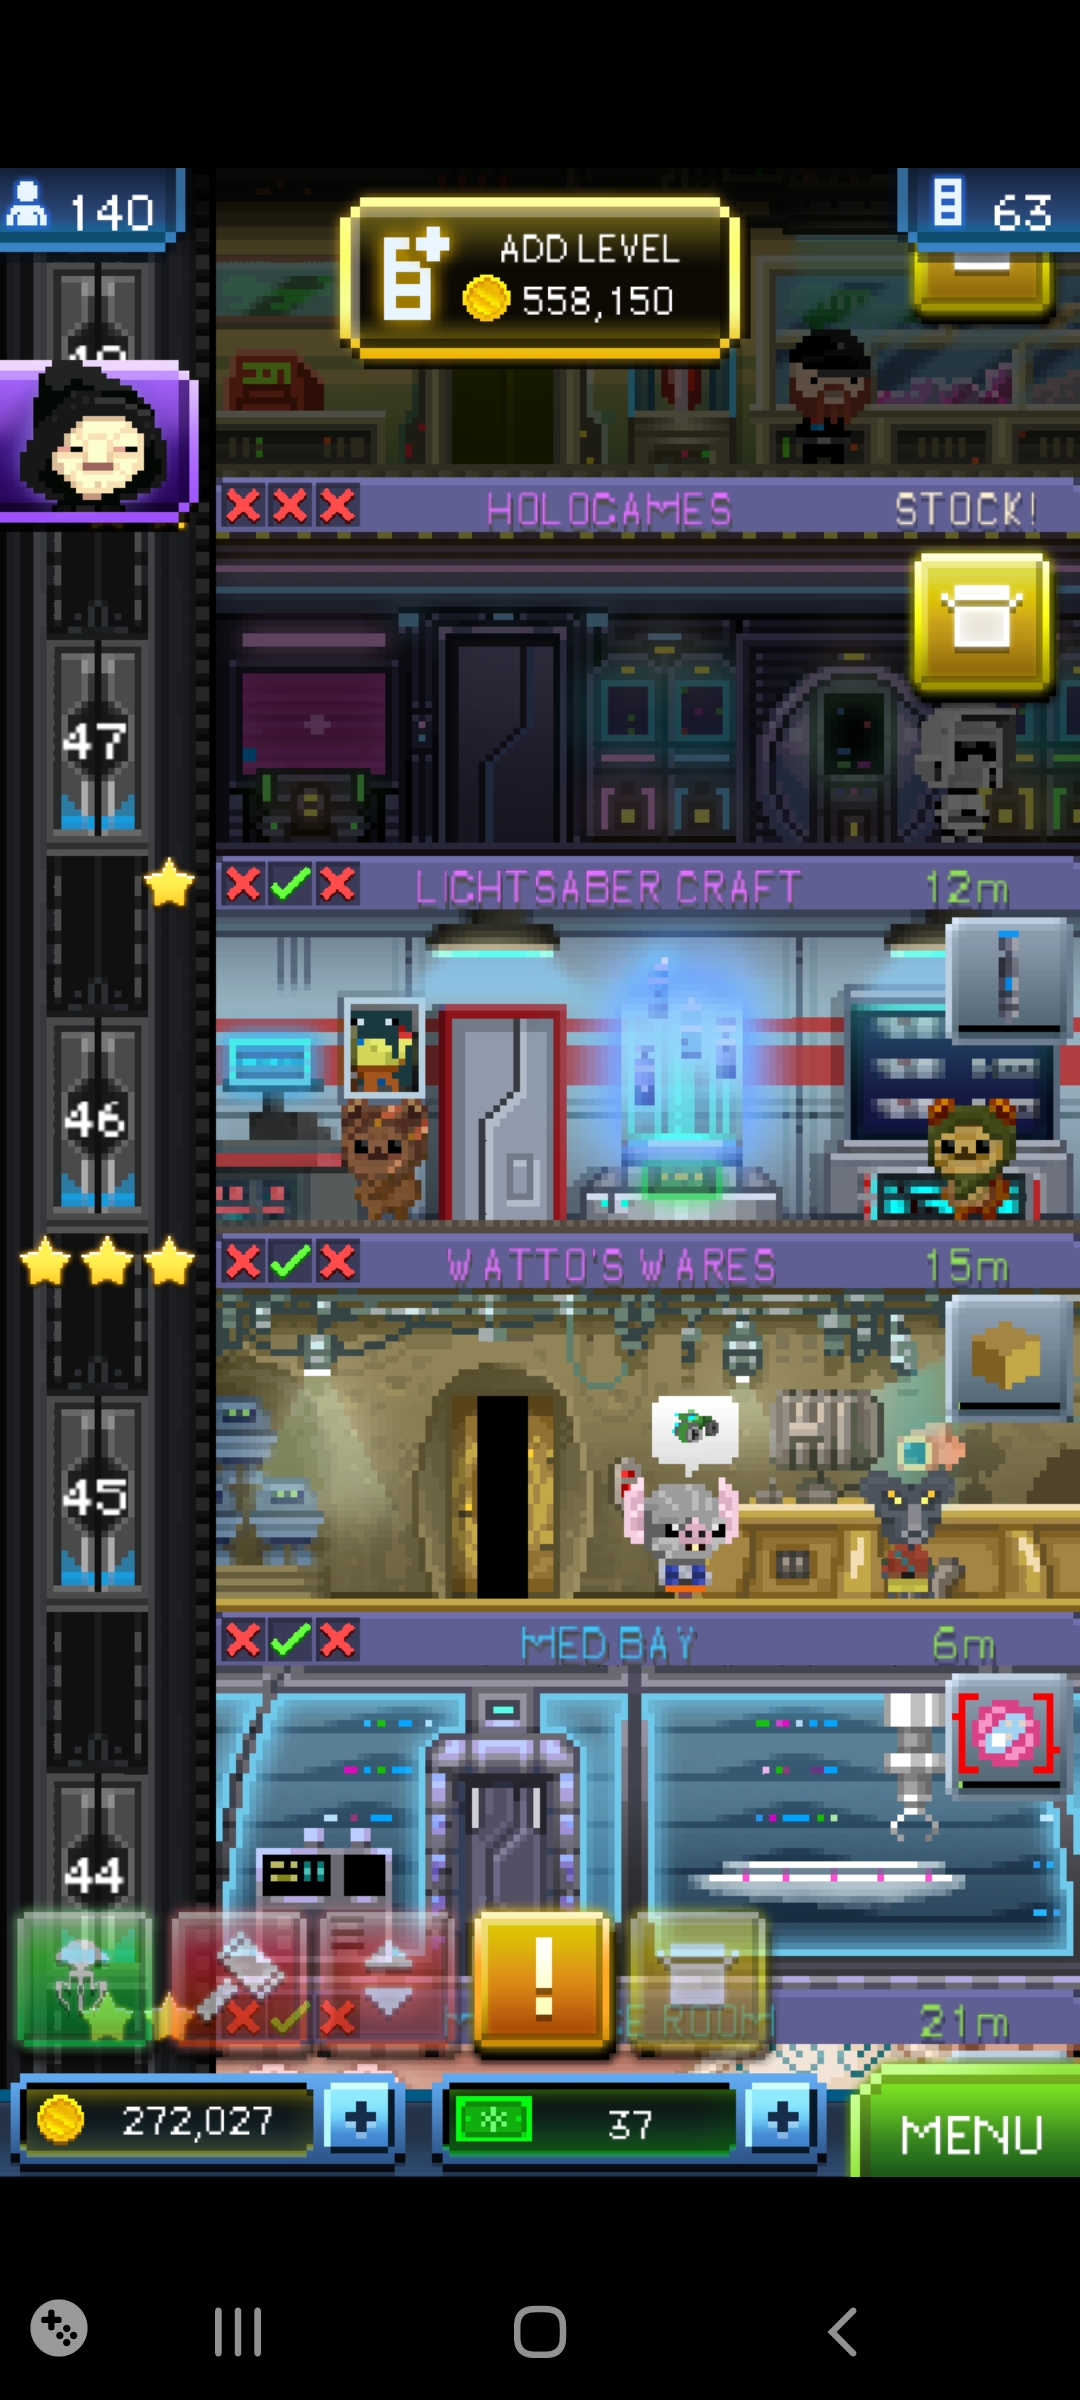 140
ADD LEVEL
558,150
63
HOLOGAMES STOCK!
47
LIGHTSABER CRAFT 12m
46
WATTO'S WARES 15m
45
MED BAY 6m
44
ROOM 21m
272,027
37
MENU